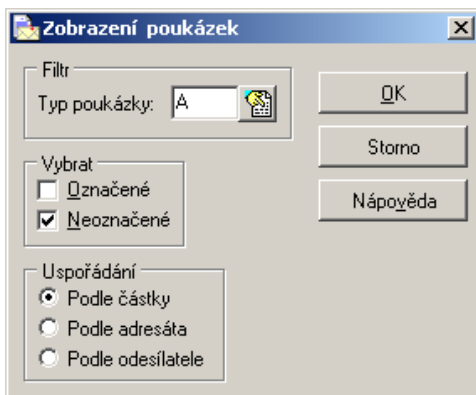 Zobrazení poukázek
Filtr
Typ poukázky: A
OK
Storno
Nápověda
Vybrat
Označené
Neoznačené
Uspořádání
Podle částky
Podle adresáta
Podle odesílatele